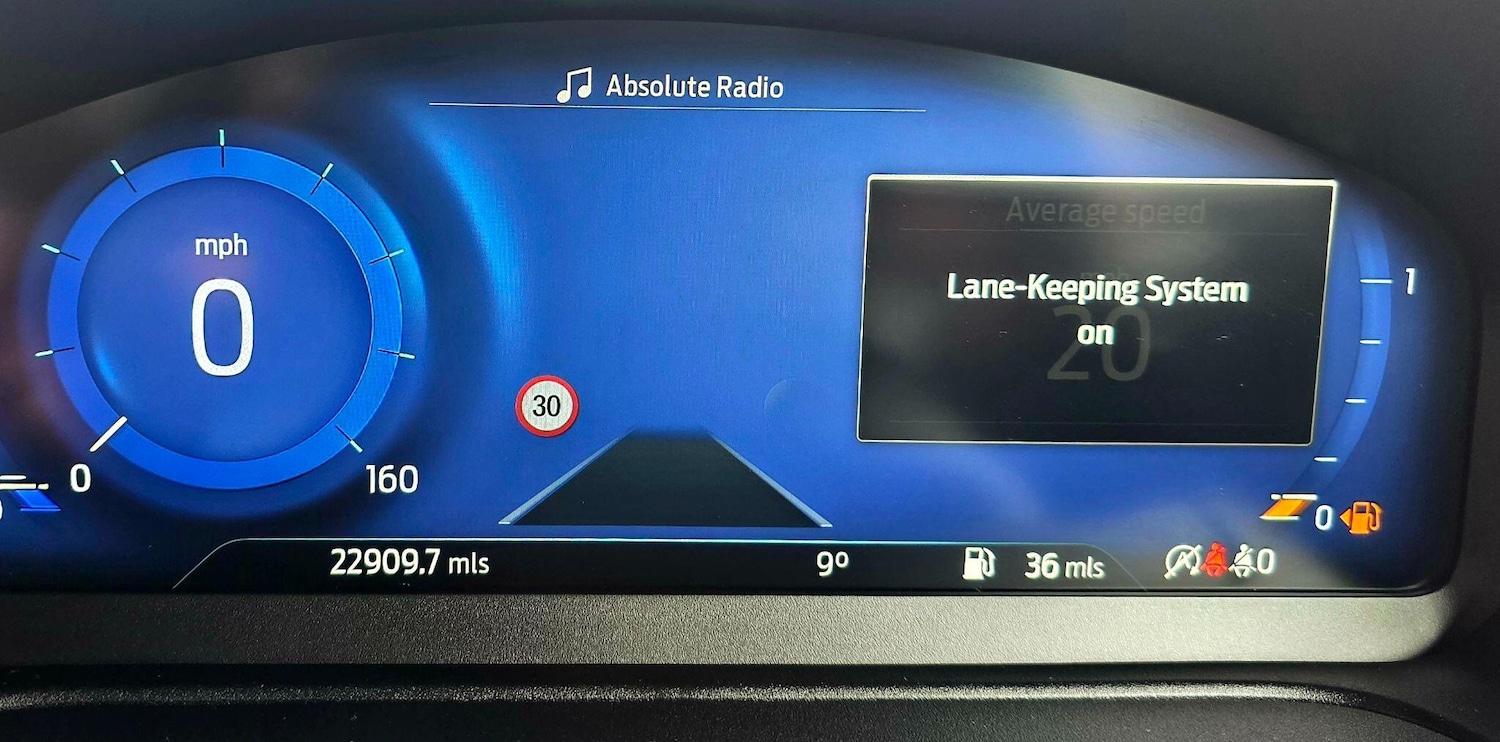 Absolute Radio
mph
0
0
160
30
Average speed
Lane-Keeping System
on
20
1
0
22909.7 mls
9º
36 mls
0